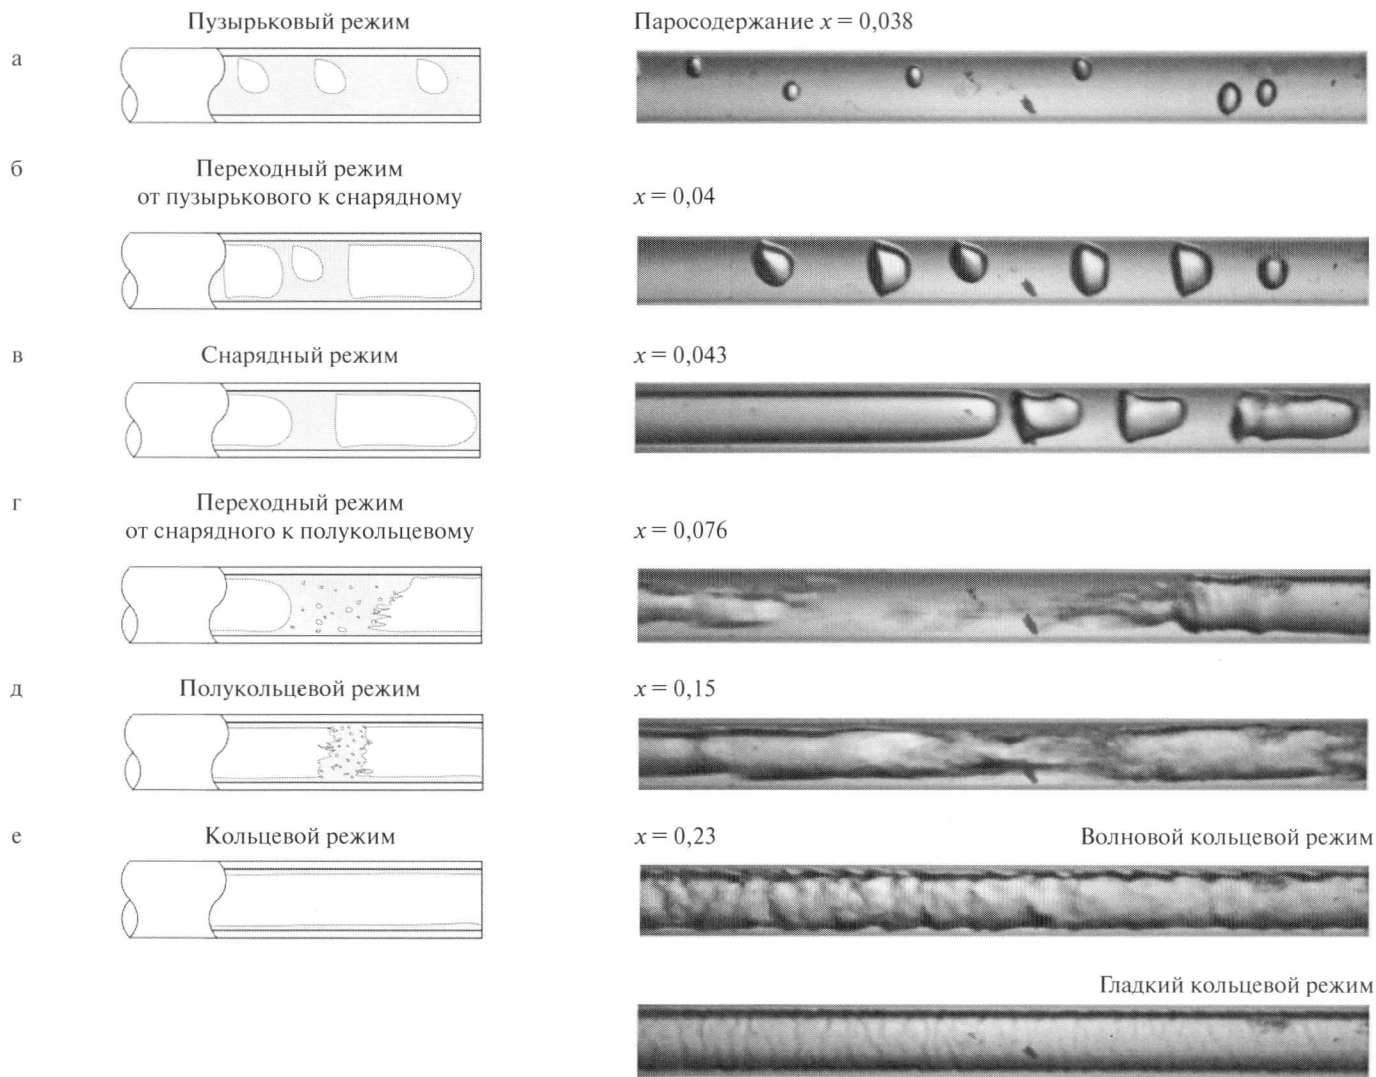 Пузырьковый режим
Паросодержание x = 0,038
а
б
Переходный режим
от пузырькового к снарядному
x = 0,04
в
Снарядный режим
x = 0,043
г
Переходный режим
от снарядного к полукольцевому
x = 0,076
д
Полукольцевой режим
x = 0,15
е
Кольцевой режим
x = 0,23
Волновой кольцевой режим
Гладкий кольцевой режим